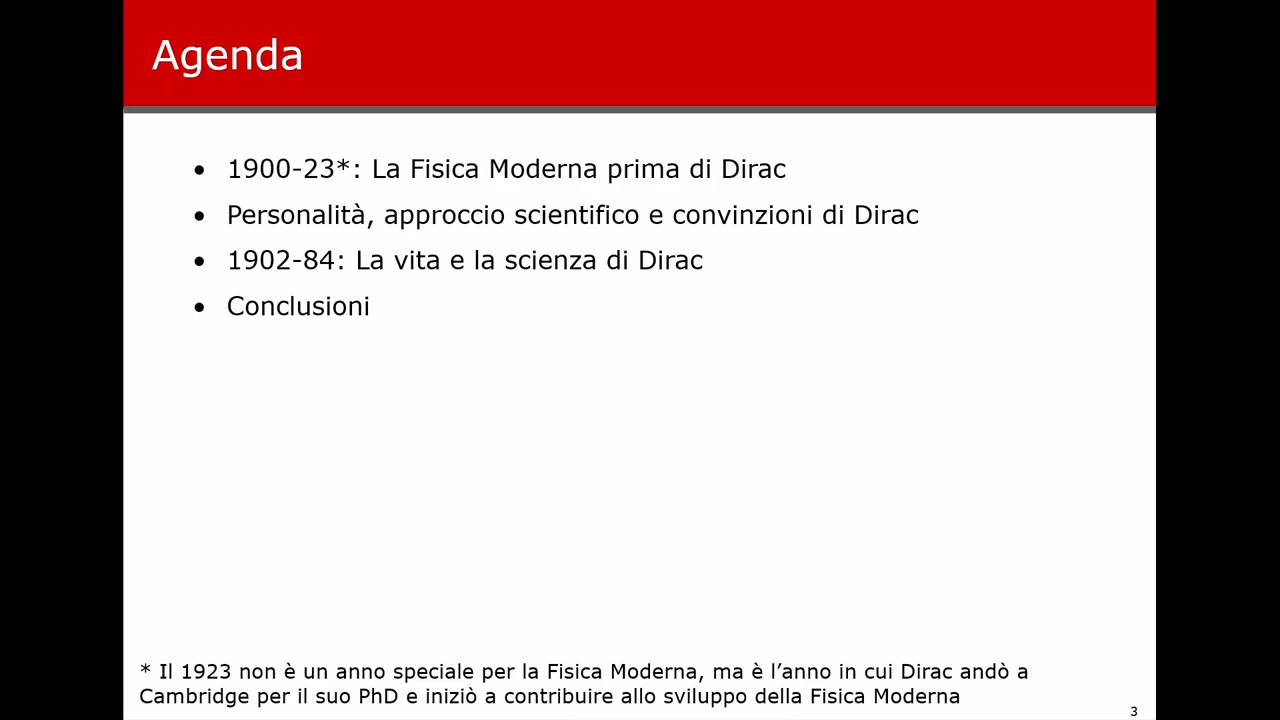 Agenda
• 1900-23*: La Fisica Moderna prima di Dirac
• Personalità, approccio scientifico e convinzioni di Dirac
• 1902-84: La vita e la scienza di Dirac
• Conclusioni
* Il 1923 non è un anno speciale per la Fisica Moderna, ma è l’anno in cui Dirac andò a
Cambridge per il suo PhD e iniziò a contribuire allo sviluppo della Fisica Moderna
3